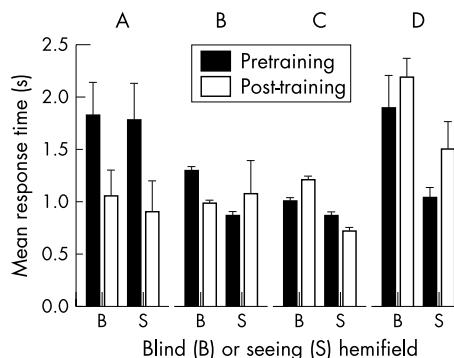 A B C D
Pretraining
Post-training
Mean response time (s)
2.5
2.0
1.5
1.0
0.5
0.0
B S B S B S B S
Blind (B) or seeing (S) hemifield